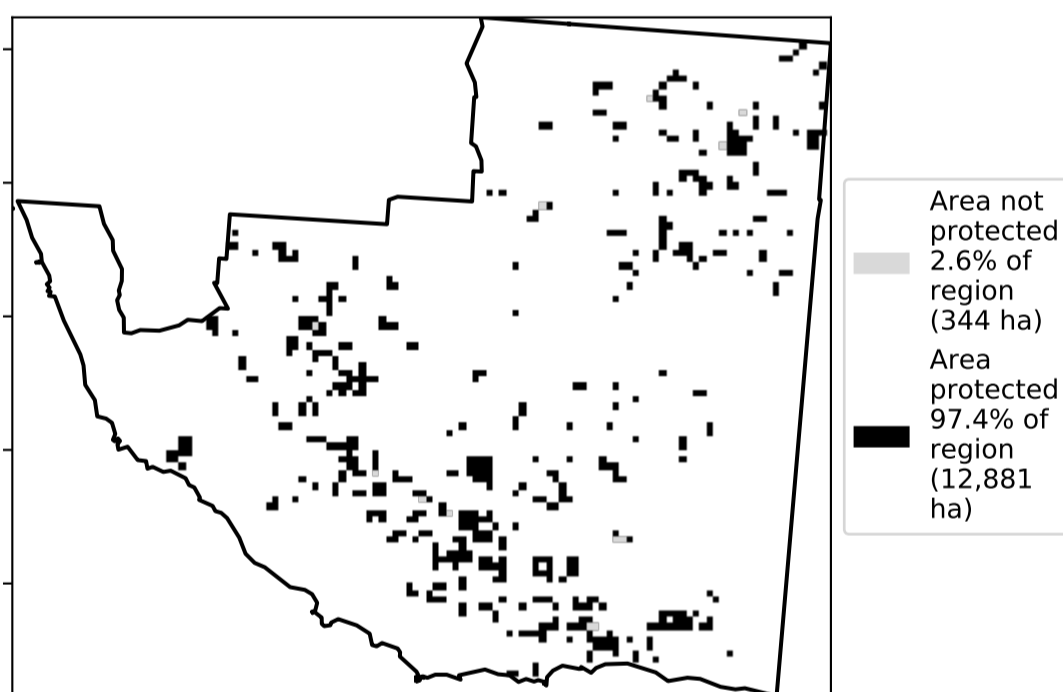 Area not
protected
2.6% of
region
(344 ha)
Area
protected
97.4% of
region
(12,881
ha)